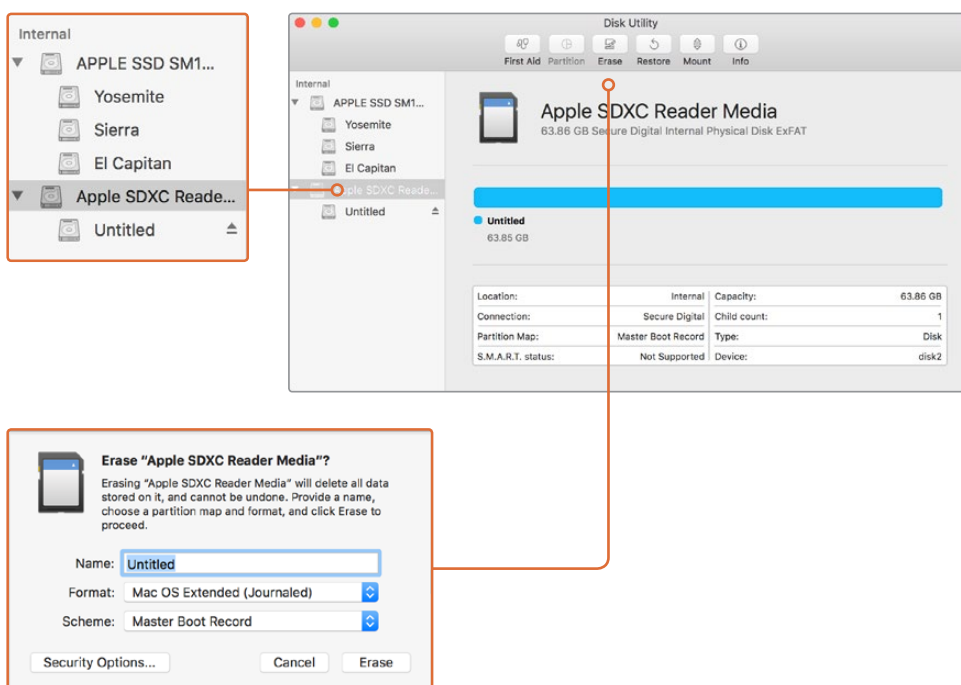 Internal
APPLE SSD SM1...
Yosemite
Sierra
El Capitan
Apple SDXC Reade...
Untitled
Disk Utility
First Aid Partition Erase Restore Mount Info
Internal
APPLE SSD SM1...
Yosemite
Sierra
El Capitan
ple SDXC Reade...
Untitled
Apple SDXC Reader Media
63.86 GB Secure Digital Internal Physical Disk ExFAT
Untitled
63.85 GB
Location: Internal Capacity: 63.86 GB
Connection: Secure Digital Child count: 1
Partition Map: Master Boot Record Type: Disk
S.M.A.R.T. status: Not Supported Device: disk2
Erase “Apple SDXC Reader Media”?
Erasing “Apple SDXC Reader Media” will delete all data
stored on it, and cannot be undone. Provide a name,
choose a partition map and format, and click Erase to
proceed.
Name: Untitled
Format: Mac OS Extended (Journaled)
Scheme: Master Boot Record
Security Options... Cancel Erase